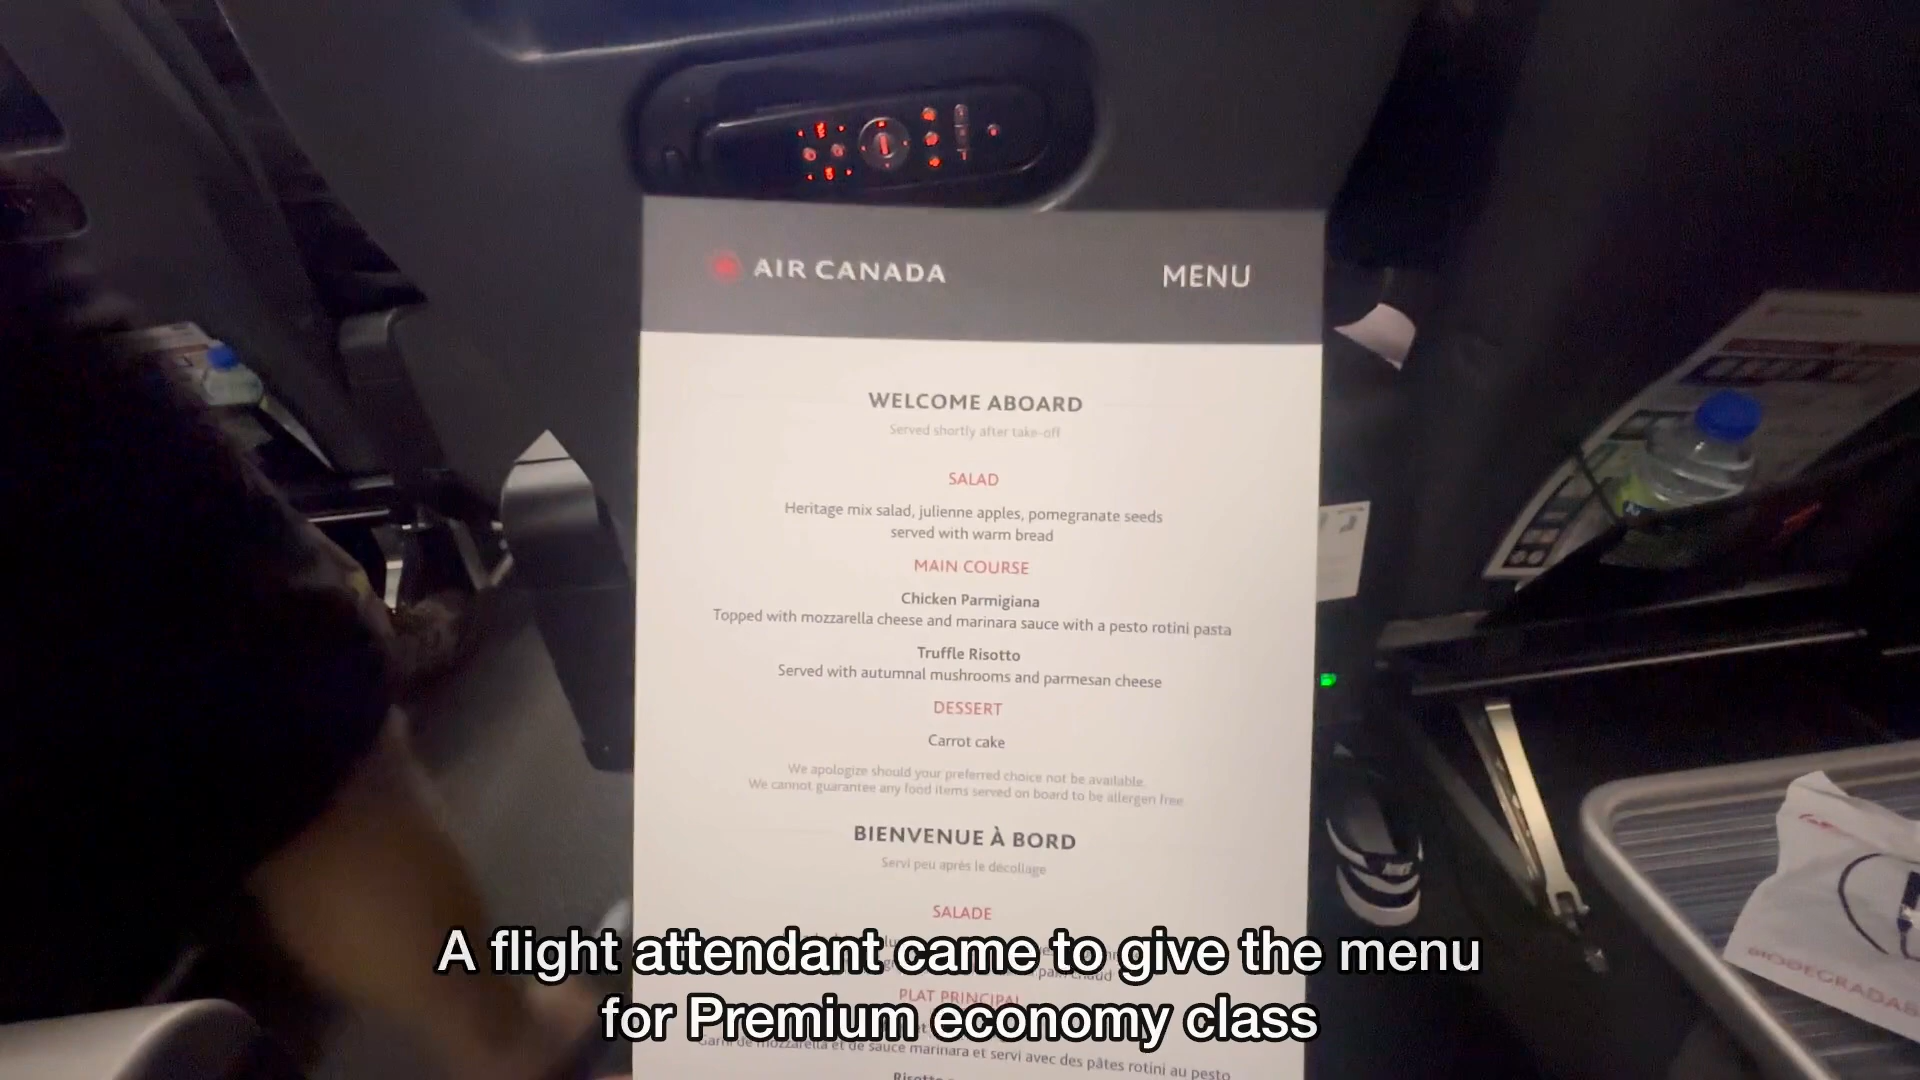 AIR CANADA
MENU
WELCOME ABOARD
Served shortly after take-off
SALAD
Heritage mix salad, julienne apples, pomegranate seeds
served with warm bread
MAIN COURSE
Chicken Parmigiana
Topped with mozzarella cheese and marinara sauce with a pesto rotini pasta
Truffle Risotto
Served with autumnal mushrooms and parmesan cheese
DESSERT
Carrot cake
We apologize should your preferred choice not be available.
We cannot guarantee any food items served on board to be allergen free.
BIENVENUE À BORD
Servi peu après le décollage
SALADE
pain chaud
PLAT PRINCIPAL
Garni de mozzarella et de sauce marinara et servi avec des pâtes rotini au pesto
Risotto
A flight attendant came to give the menu
for Premium economy class
NIKE